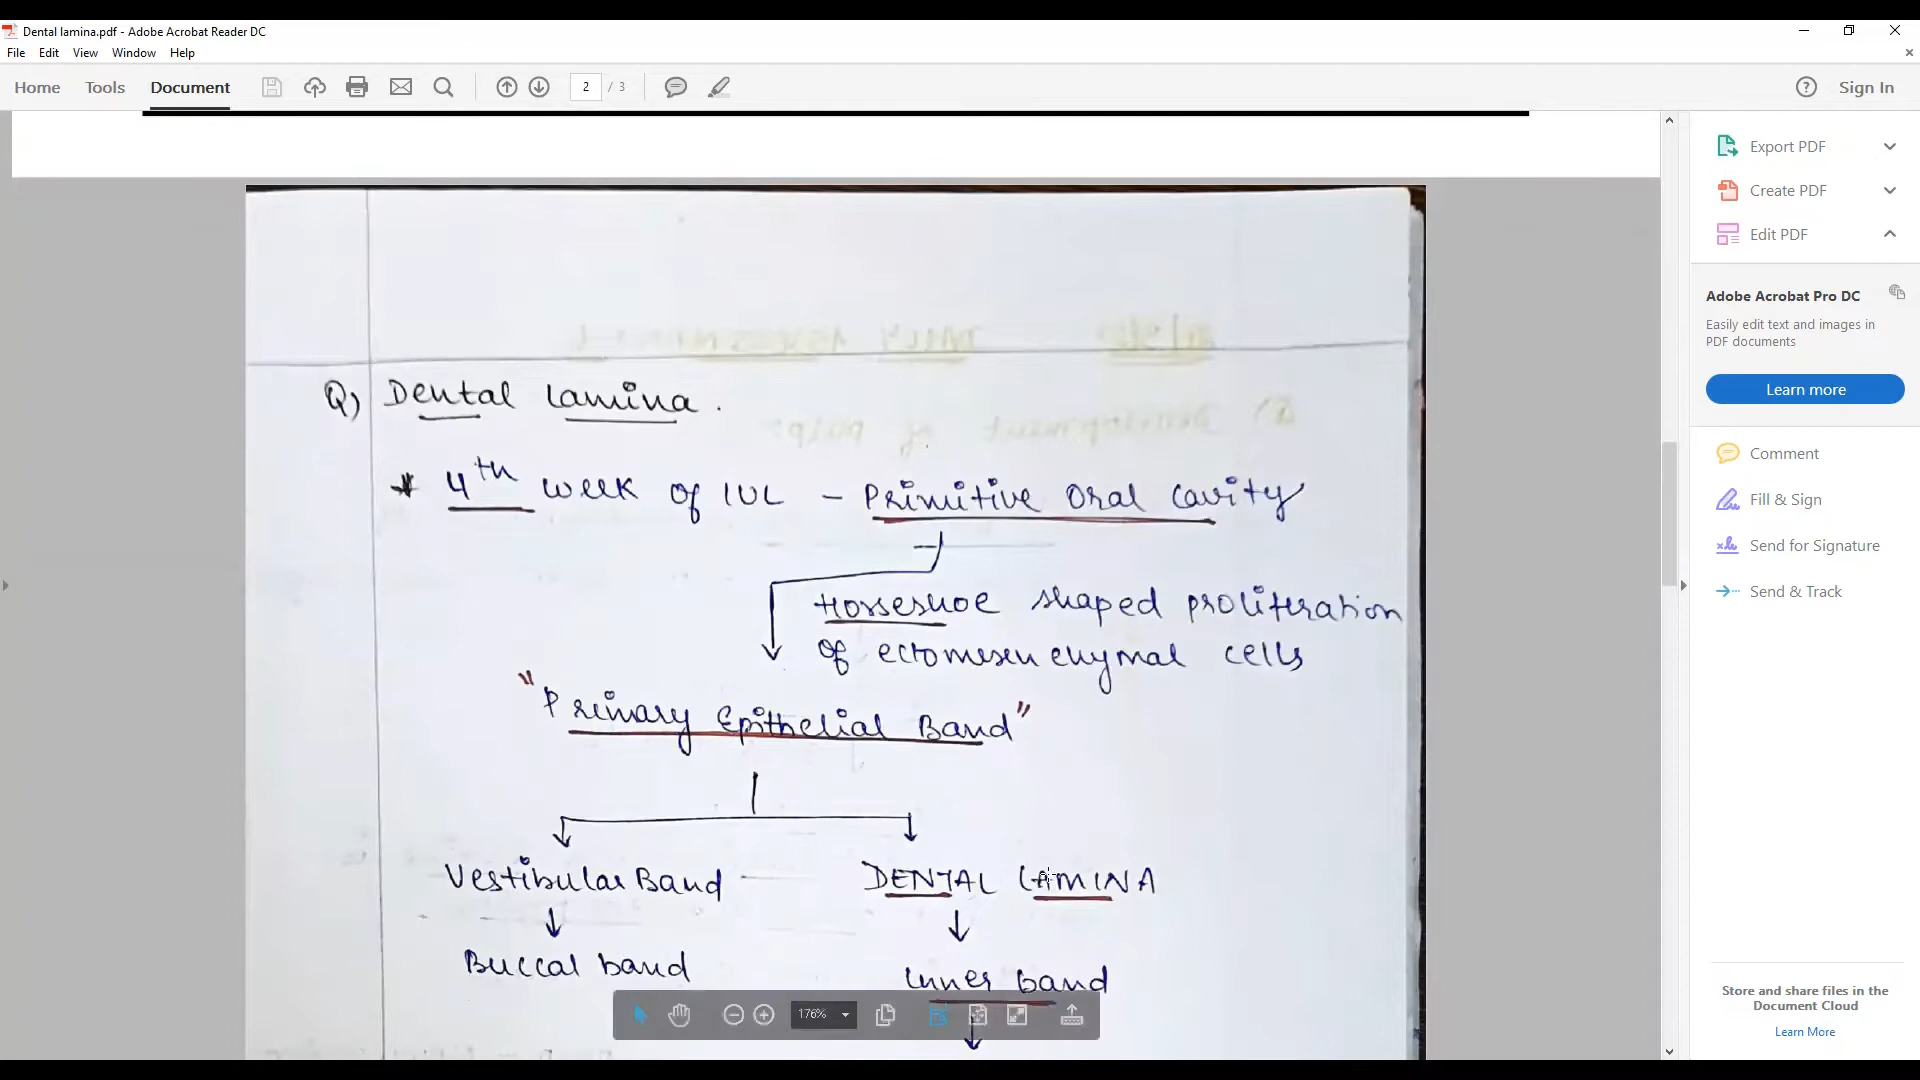 Dental lamina.pdf - Adobe Acrobat Reader DC
File Edit View Window Help
Home Tools Document 2 / 3 Sign In
Export PDF
Create PDF
Edit PDF
Adobe Acrobat Pro DC
Easily edit text and images in
PDF documents
Learn more
Comment
Fill & Sign
Send for Signature
Send & Track
Store and share files in the
Document Cloud
Learn More
Q) Dental Lamina.
* 4th week of IUL - Primitive Oral Cavity
Horseshoe shaped proliferation
of ectomesenchymal cells
"Primary Epithelial Band"
Vestibular Band DENTAL LAMINA
Buccal band Inner band
176%